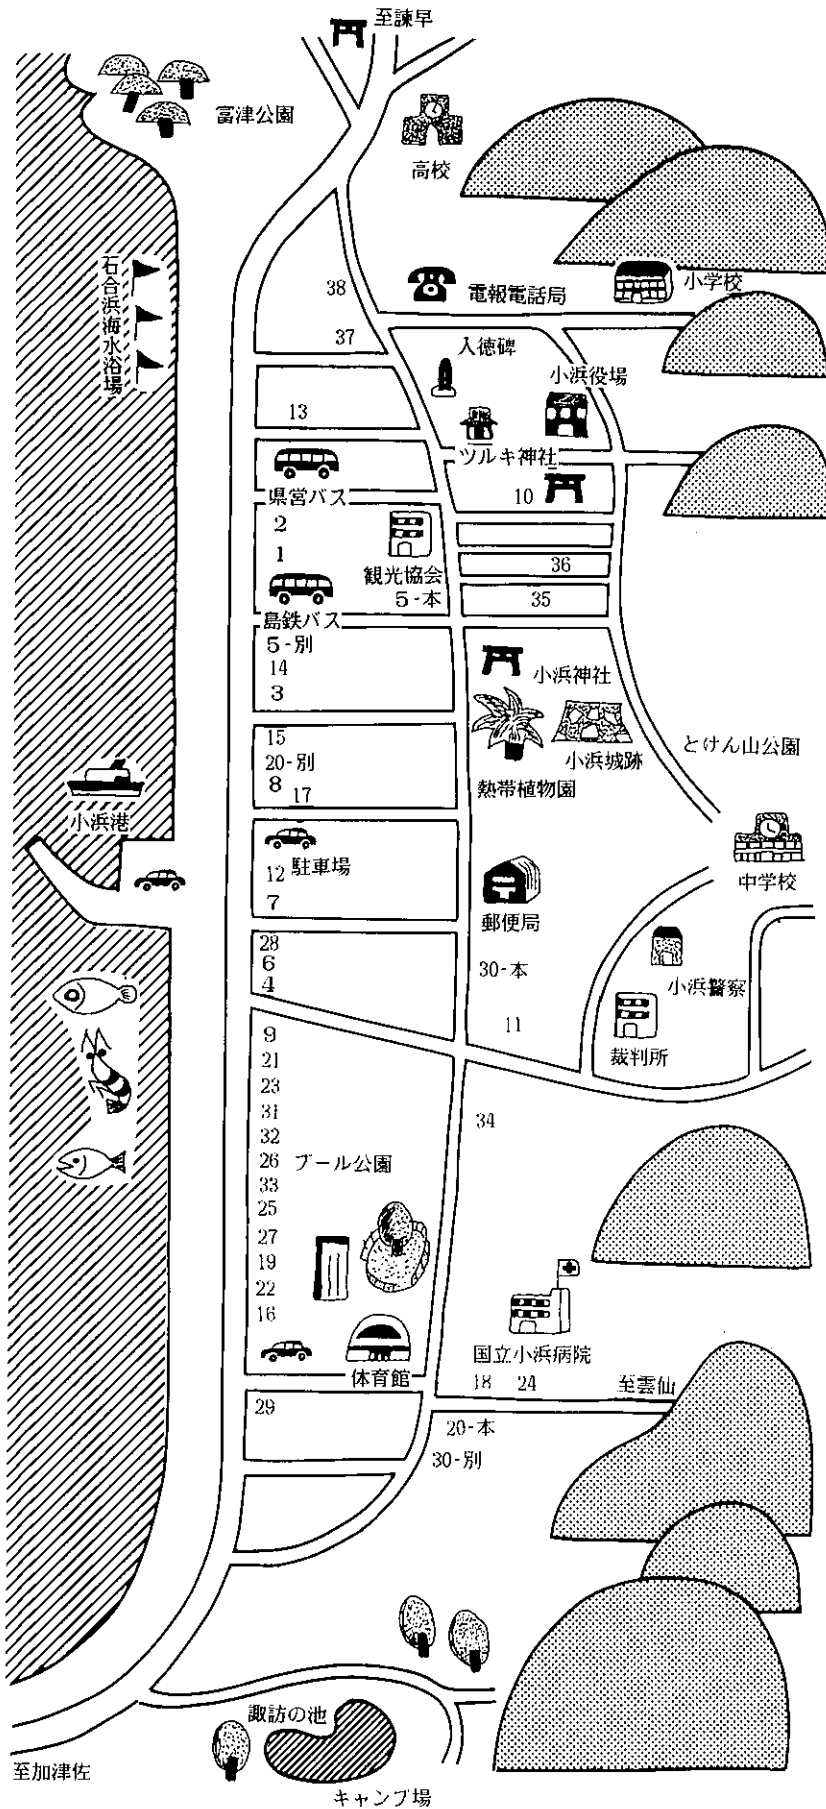 至諫早
富津公園
高校
石合浜海水浴場
38
電報電話局
小学校
37
入徳碑
小浜役場
13
ツルキ神社
県営バス
10
2
1
観光協会
5-本
36
35
島鉄バス
5-別
14
3
小浜神社
小浜城跡
熱帯植物園
とけん山公園
15
20-別
8
17
小浜港
12
駐車場
7
中学校
郵便局
28
6
4
30-本
11
小浜警察
裁判所
9
21
23
31
32
26
33
25
27
19
22
16
プール公園
34
体育館
国立小浜病院
18
24
至雲仙
29
20-本
30-別
諏訪の池
至加津佐
キャンプ場